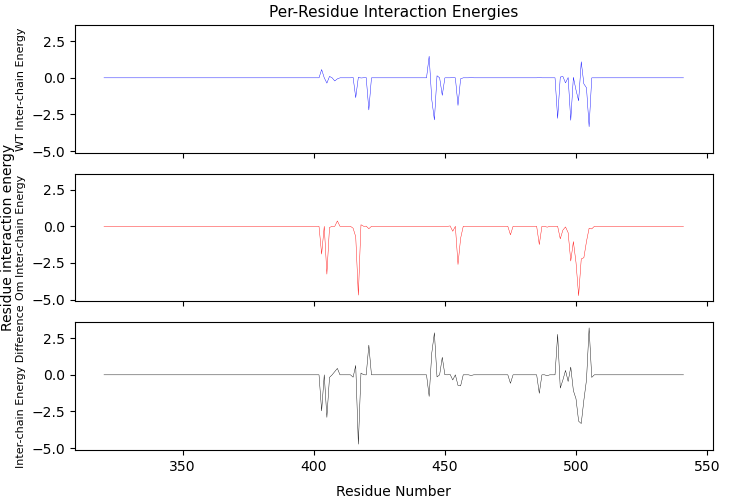 Per-Residue Interaction Energies
Residue interaction energy
WT Inter-chain Energy
2.5
0.0
−2.5
−5.0
Om Inter-chain Energy
2.5
0.0
−2.5
−5.0
Inter-chain Energy Difference
2.5
0.0
−2.5
−5.0
350
400
450
500
550
Residue Number